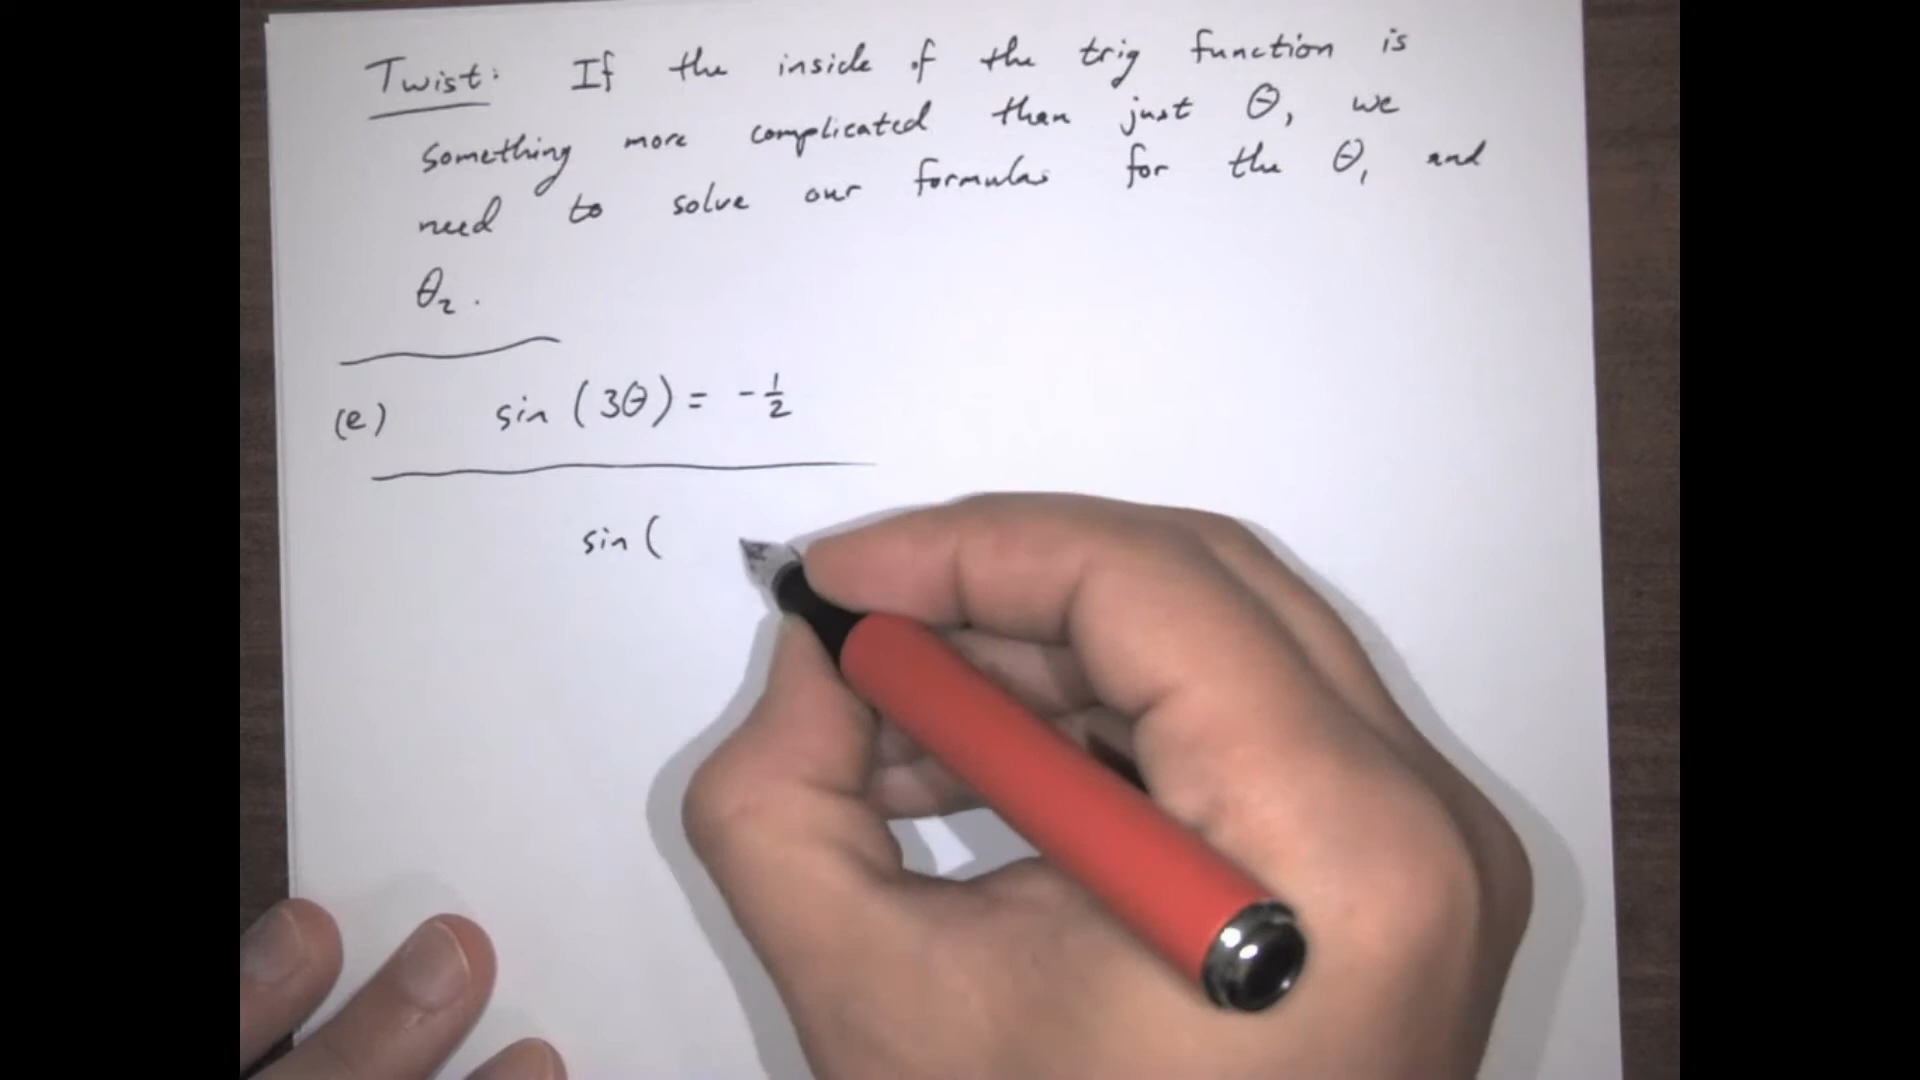 Twist: If the inside of the trig function is
something more complicated than just θ, we
need to solve our formulas for the θ₁ and
θ₂.
(e) sin (3θ) = -½
sin (